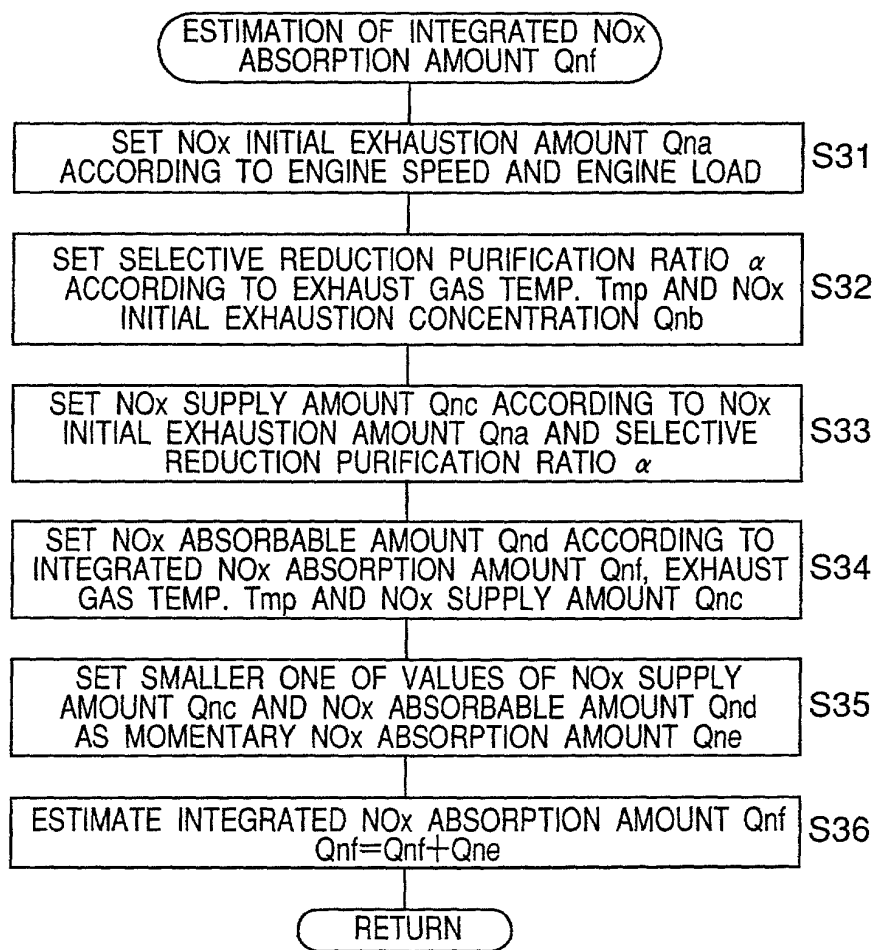 ESTIMATION OF INTEGRATED NOx
ABSORPTION AMOUNT Qnf
SET NOx INITIAL EXHAUSTION AMOUNT Qna
ACCORDING TO ENGINE SPEED AND ENGINE LOAD
S31
SET SELECTIVE REDUCTION PURIFICATION RATIO α
ACCORDING TO EXHAUST GAS TEMP. Tmp AND NOx
INITIAL EXHAUSTION CONCENTRATION Qnb
S32
SET NOx SUPPLY AMOUNT Qnc ACCORDING TO NOx
INITIAL EXHAUSTION AMOUNT Qna AND SELECTIVE
REDUCTION PURIFICATION RATIO α
S33
SET NOx ABSORBABLE AMOUNT Qnd ACCORDING TO
INTEGRATED NOx ABSORPTION AMOUNT Qnf, EXHAUST
GAS TEMP. Tmp AND NOx SUPPLY AMOUNT Qnc
S34
SET SMALLER ONE OF VALUES OF NOx SUPPLY
AMOUNT Qnc AND NOx ABSORBABLE AMOUNT Qnd
AS MOMENTARY NOx ABSORPTION AMOUNT Qne
S35
ESTIMATE INTEGRATED NOx ABSORPTION AMOUNT Qnf
Qnf=Qnf+Qne
S36
RETURN